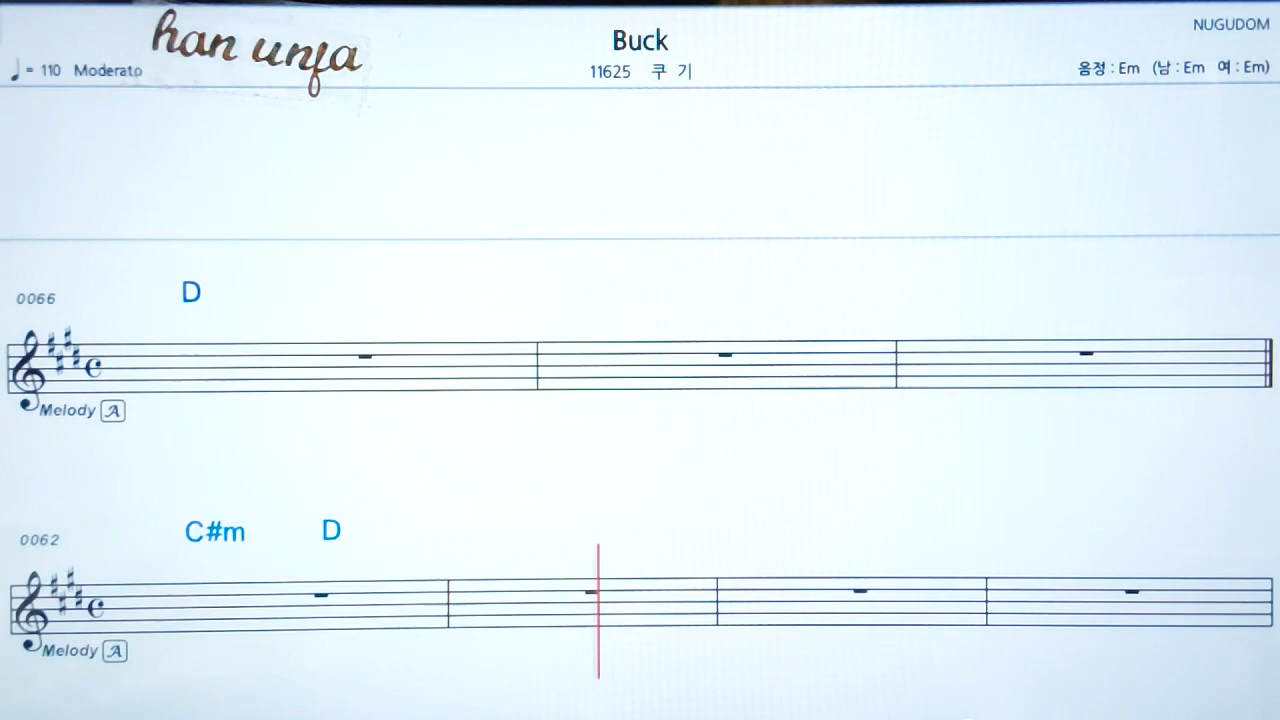 han unfa
Buck
NUGUDOM
♩ = 110 Moderato
11625 쿠 기
음정 : Em (남 : Em 여 : Em)
0066
D
Melody A
0062
C#m D
Melody A